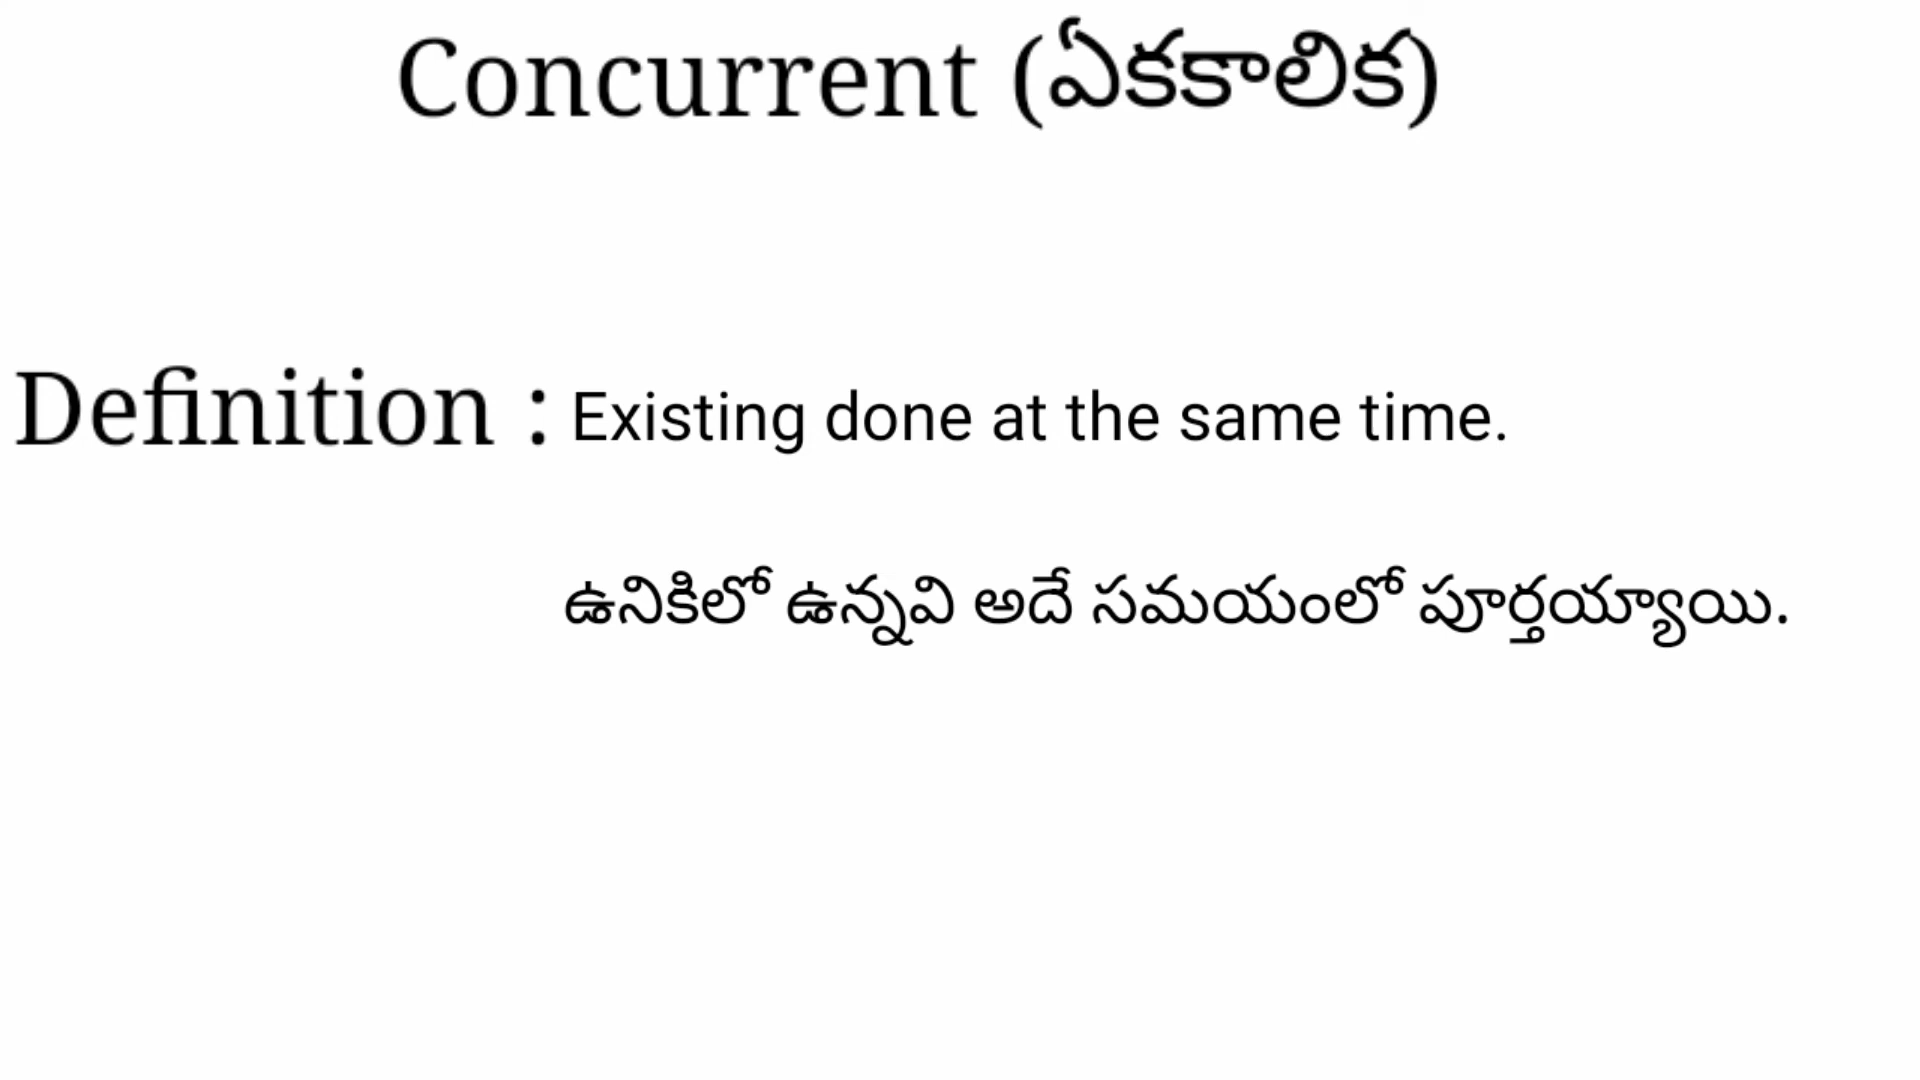 Concurrent (ఏకకాలిక)
Definition : Existing done at the same time.
ఉనికిలో ఉన్నవి అదే సమయంలో పూర్తయ్యాయి.